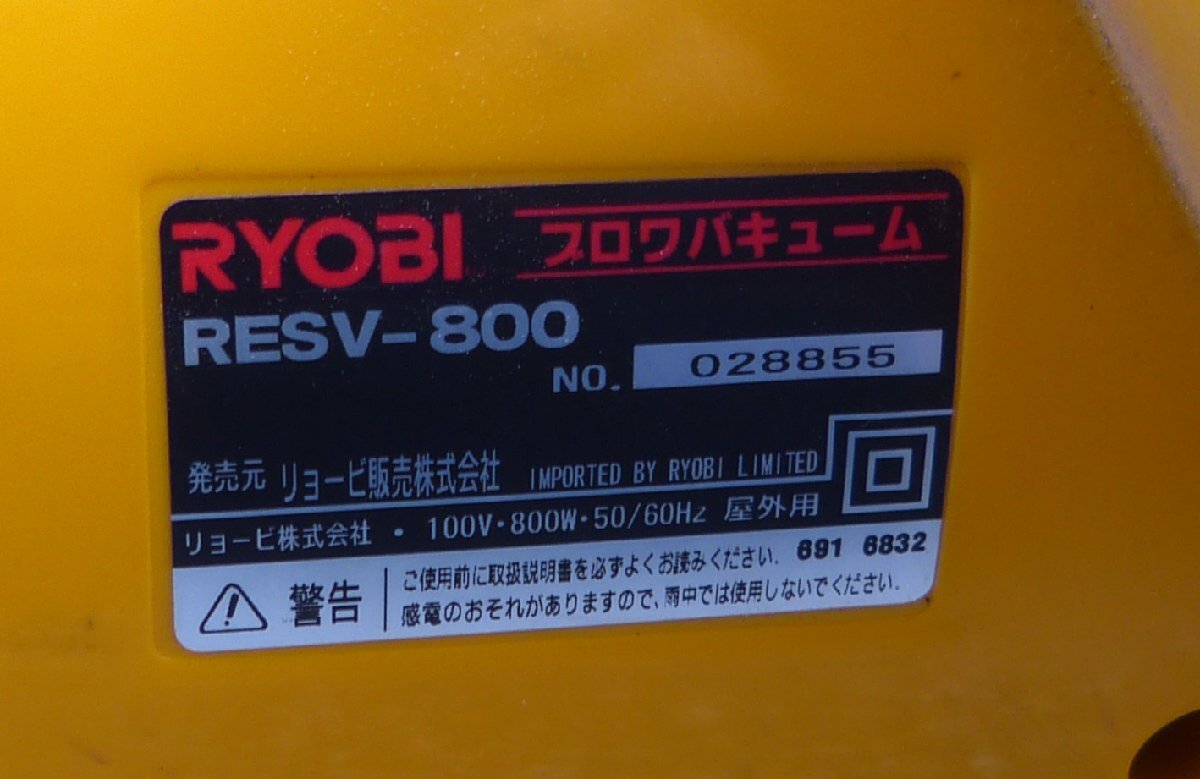 RYOBI ブロワバキューム
RESV-800
NO. 028855
発売元 リョービ販売株式会社 IMPORTED BY RYOBI LIMITED
リョービ株式会社 ・ 100V・800W・50/60Hz 屋外用
警告
ご使用前に取扱説明書を必ずよくお読みください. 691 6832
感電のおそれがありますので、雨中では使用しないでください.